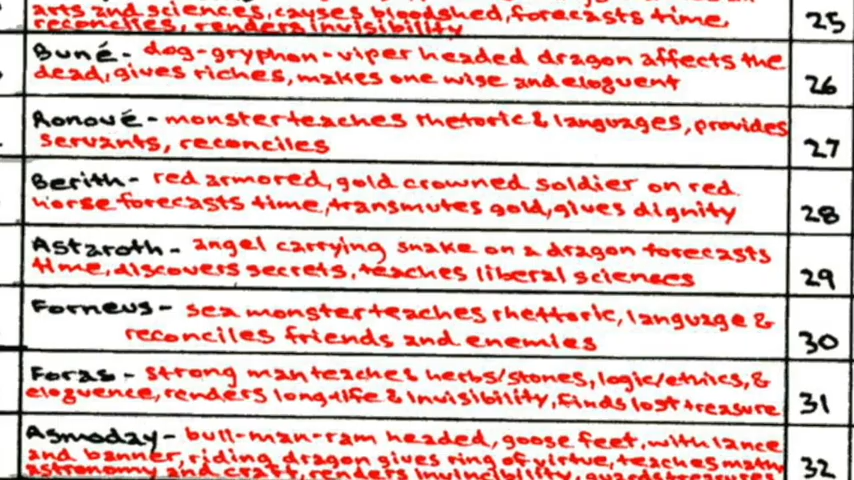 arts and sciences, causes bloodshed, forecasts time,
reconciles, renders invisibility
25
Buné - dog-gryphon-viper headed dragon affects the
dead, gives riches, makes one wise and eloquent
26
Ronoué - monster teaches rhetoric & languages, provides
servants, reconciles
27
Berith - red armored, gold crowned soldier on red
horse forecasts time, transmutes gold, gives dignity
28
Astaroth - angel carrying snake on a dragon forecasts
time, discovers secrets, teaches liberal sciences
29
Forneus - sea monster teaches rhettoric, language &
reconciles friends and enemies
30
Foras - strong man teaches herbs/stones, logic/ethics, &
eloquence, renders long-life & invisibility, finds lost treasure
31
Asmoday - bull-man-ram headed, goose feet, with lance
and banner, riding dragon gives ring of virtue, teaches math
astronomy and craft, renders invincibility, guards treasures
32